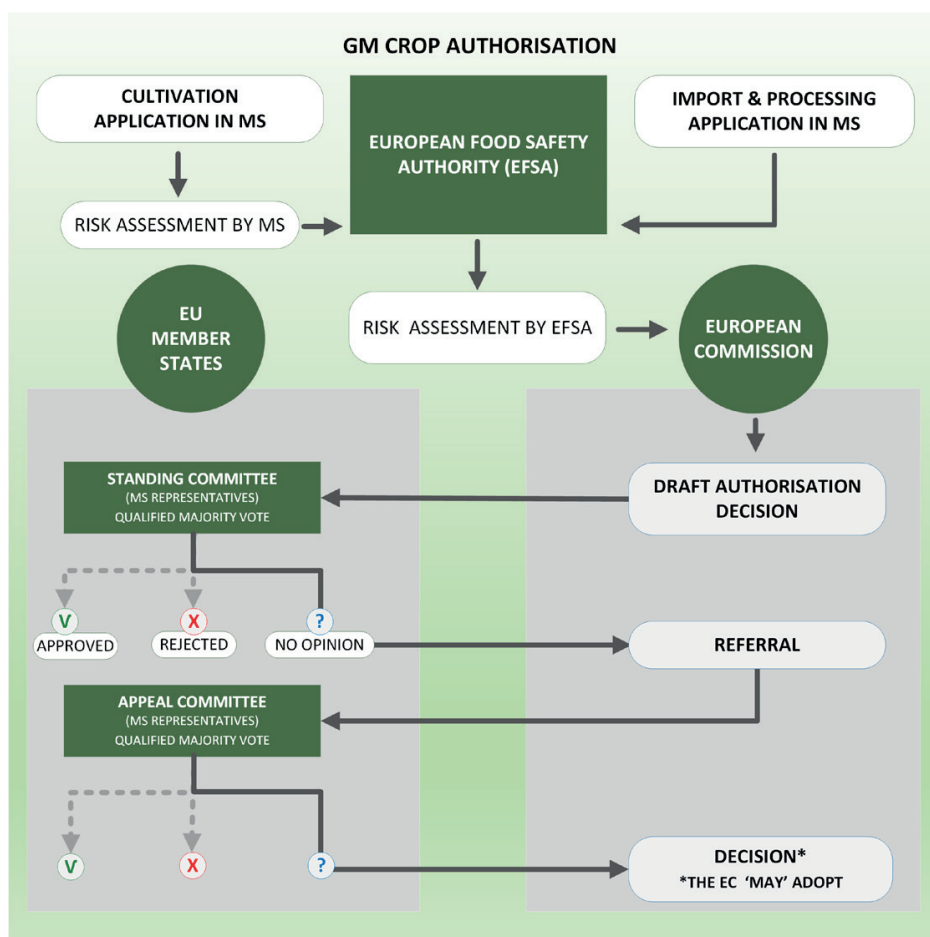 GM CROP AUTHORISATION
CULTIVATION
APPLICATION IN MS
EUROPEAN FOOD SAFETY
AUTHORITY (EFSA)
IMPORT & PROCESSING
APPLICATION IN MS
RISK ASSESSMENT BY MS
EU
MEMBER
STATES
RISK ASSESSMENT BY EFSA
EUROPEAN
COMMISSION
STANDING COMMITTEE
(MS REPRESENTATIVES)
QUALIFIED MAJORITY VOTE
DRAFT AUTHORISATION
DECISION
V
X
?
APPROVED
REJECTED
NO OPINION
REFERRAL
APPEAL COMMITTEE
(MS REPRESENTATIVES)
QUALIFIED MAJORITY VOTE
V
X
?
DECISION*
*THE EC 'MAY' ADOPT